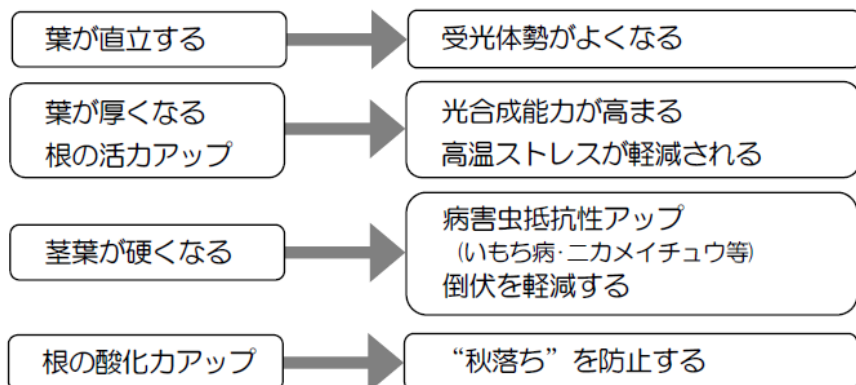 葉が直立する
受光体勢がよくなる
葉が厚くなる
根の活力アップ
光合成能力が高まる
高温ストレスが軽減される
茎葉が硬くなる
病害虫抵抗性アップ
(いもち病・ニカメイチュウ等)
倒伏を軽減する
根の酸化力アップ
“秋落ち”を防止する